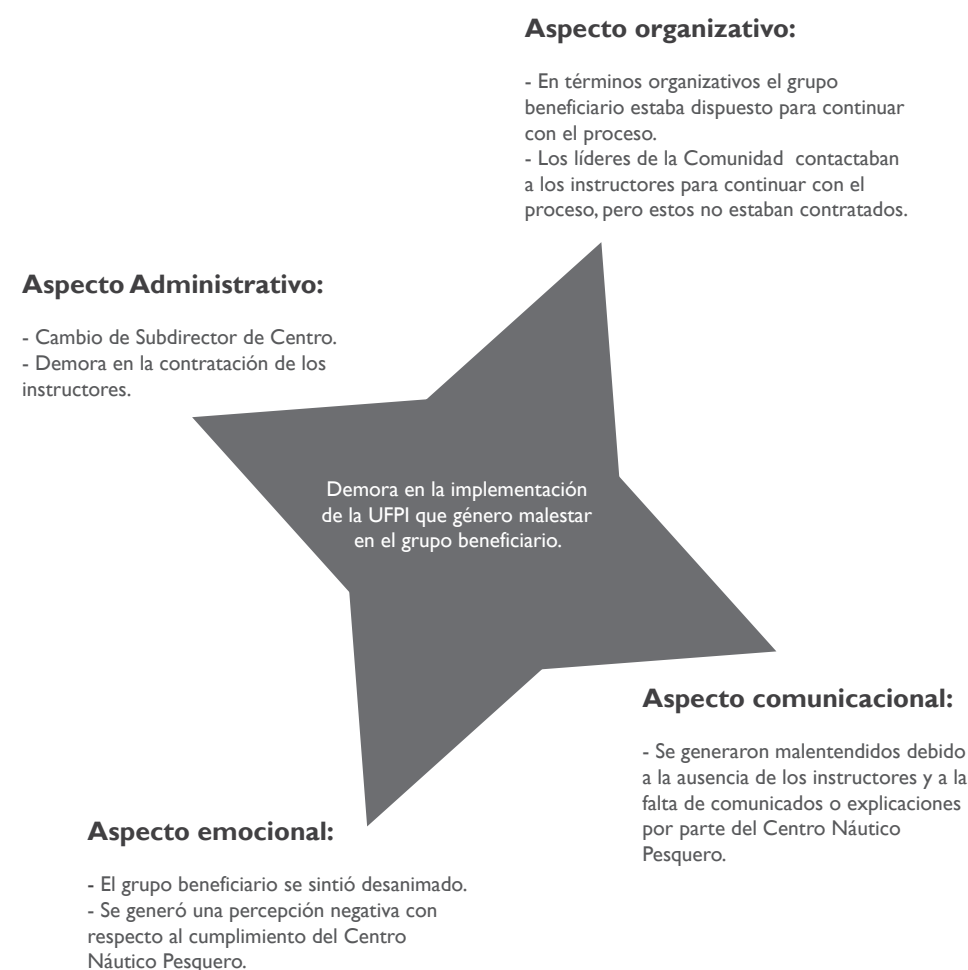 Aspecto organizativo:
- En términos organizativos el grupo
beneficiario estaba dispuesto para continuar
con el proceso.
- Los líderes de la Comunidad contactaban
a los instructores para continuar con el
proceso, pero estos no estaban contratados.
Aspecto Administrativo:
- Cambio de Subdirector de Centro.
- Demora en la contratación de los
instructores.
Demora en la implementación
de la UFPI que género malestar
en el grupo beneficiario.
Aspecto comunicacional:
- Se generaron malentendidos debido
a la ausencia de los instructores y a la
falta de comunicados o explicaciones
por parte del Centro Náutico
Pesquero.
Aspecto emocional:
- El grupo beneficiario se sintió desanimado.
- Se generó una percepción negativa con
respecto al cumplimiento del Centro
Náutico Pesquero.